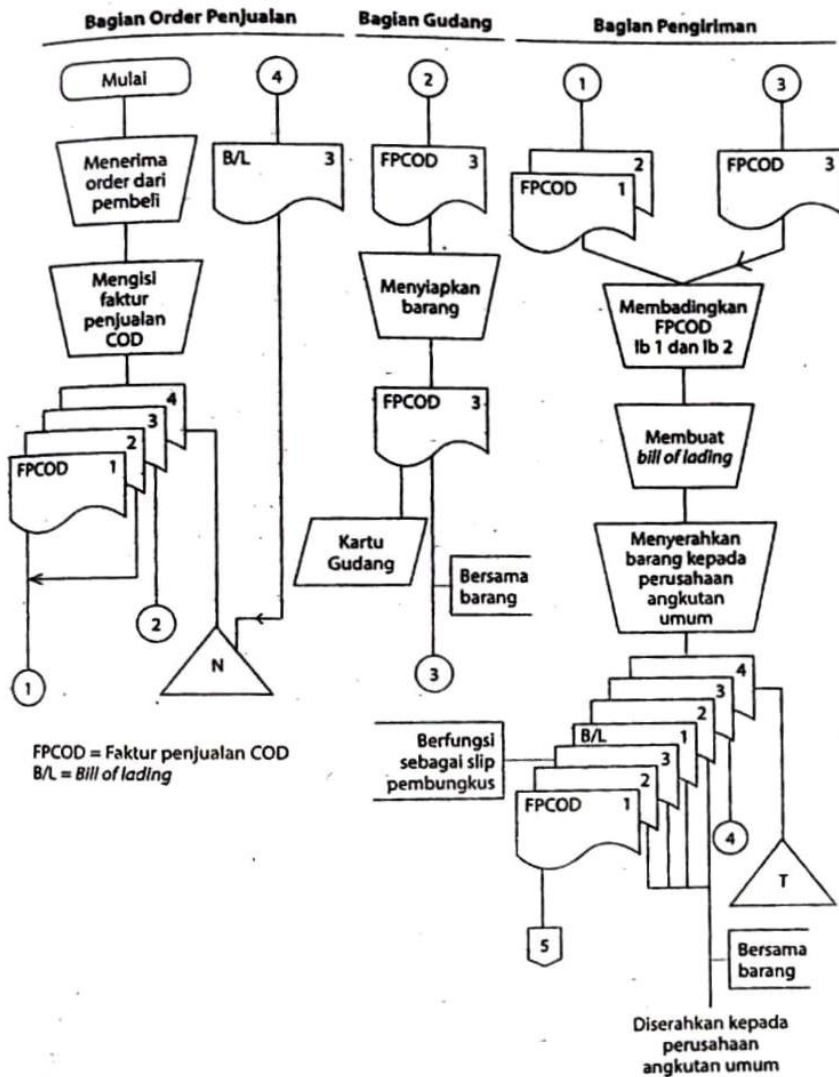 Bagian Order Penjualan
Mulai
Menerima
order dari
pembeli
Mengisi
faktur
penjualan
COD
4
3
2
FPCOD 1
1
2
N
4
B/L 3
FPCOD = Faktur penjualan COD
B/L = Bill of lading
Bagian Gudang
2
FPCOD 3
Menyiapkan
barang
FPCOD 3
Kartu
Gudang
Bersama
barang
3
Bagian Pengiriman
1
2
FPCOD 1
3
FPCOD 3
Membadingkan
FPCOD
lb 1 dan lb 2
Membuat
bill of lading
Menyerahkan
barang kepada
perusahaan
angkutan
umum
4
3
2
B/L 1
3
2
FPCOD 1
Berfungsi
sebagai slip
pembungkus
4
T
5
Bersama
barang
Diserahkan kepada
perusahaan
angkutan umum